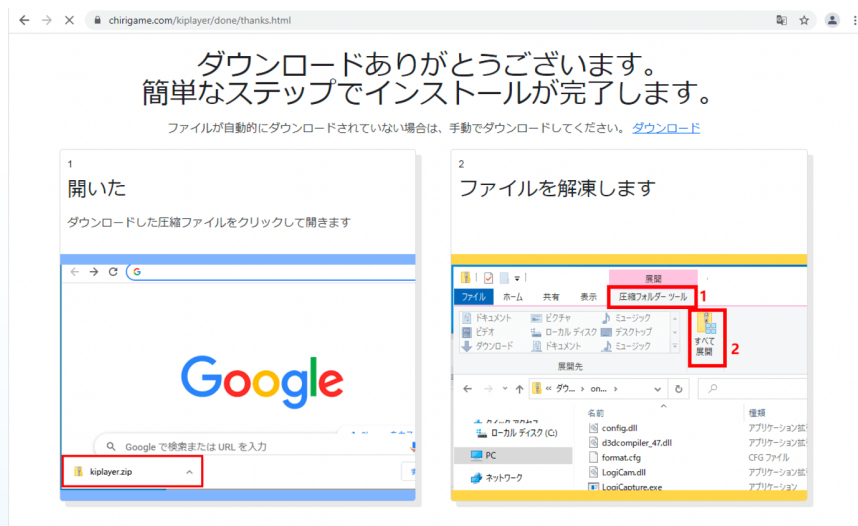 chirigame.com/kiplayer/done/thanks.html
ダウンロードありがとうございます。
簡単なステップでインストールが完了します。
ファイルが自動的にダウンロードされていない場合は、手動でダウンロードしてください。 ダウンロード
1
開いた
ダウンロードした圧縮ファイルをクリックして開きます
G
Google
Google で検索または URL を入力
kiplayer.zip
2
ファイルを解凍します
展開
ファイル ホーム 共有 表示 圧縮フォルダー ツール 1
ドキュメント ピクチャ ミュージック
ビデオ ローカル ディスク デスクトップ
ダウンロード ドキュメント ミュージック
すべて
展開
2
展開先
« ダウ... › on... ›
名前 種類
ローカル ディスク (C:)
PC
ネットワーク
config.dll アプリケーション拡
d3dcompiler_47.dll アプリケーション拡
format.cfg CFG ファイル
LogiCam.dll アプリケーション拡
LogiCapture.exe アプリケーション